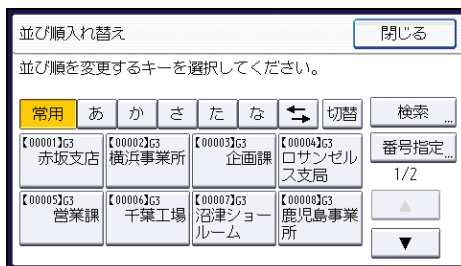 並び順入れ替え
閉じる
並び順を変更するキーを選択してください。
常用 あ か さ た な 切替 検索...
【00001】G3
赤坂支店
【00002】G3
横浜事業所
【00003】G3
企画課
【00004】G3
ロサンゼル
ス支局
番号指定...
1/2
【00005】G3
営業課
【00006】G3
千葉工場
【00007】G3
沼津ショー
ルーム
【00008】G3
鹿児島事業
所